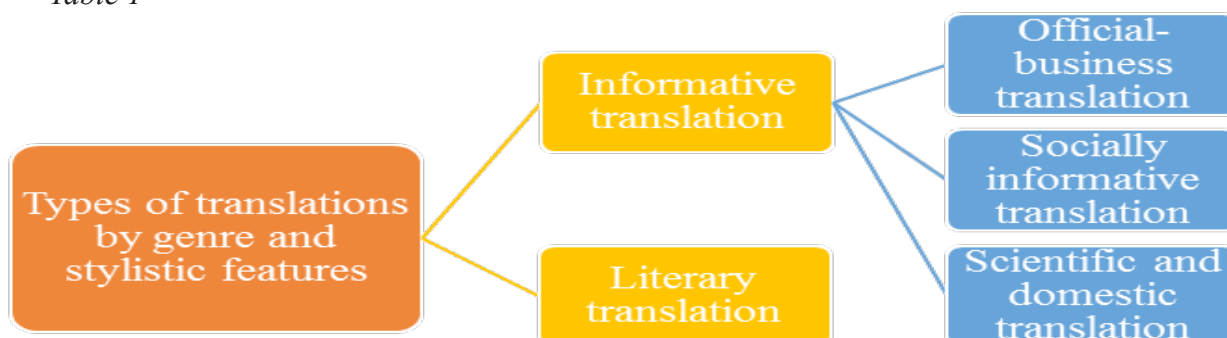 Table 1
Types of translations
by genre and
stylistic features
Informative
translation
Literary
translation
Official-
business
translation
Socially
informative
translation
Scientific and
domestic
translation